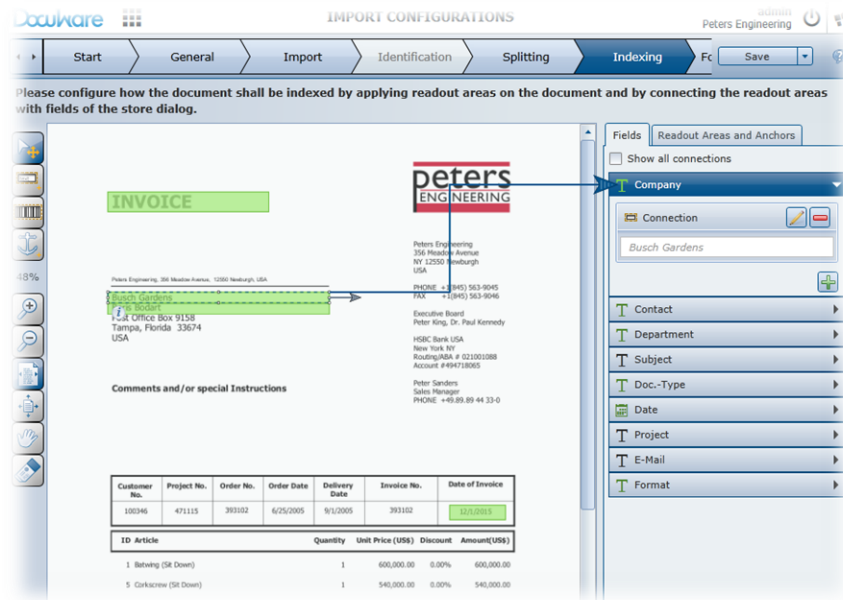 DocuWare
IMPORT CONFIGURATIONS
admin
Peters Engineering
Start
General
Import
Identification
Splitting
Indexing
Fo
Save
Please configure how the document shall be indexed by applying readout areas on the document and by connecting the readout areas
with fields of the store dialog.
48%
INVOICE
peters
ENGINEERING
Peters Engineering
356 Meadow Avenue
NY 12550 Newburgh
USA
PHONE +1(845) 563-9045
FAX +1(845) 563-9046
Executive Board
Peter King, Dr. Paul Kennedy
HSBC Bank USA
New York NY
Routing/ABA # 021001088
Account #494718065
Peter Sanders
Sales Manager
PHONE +49.89.89 44 33-0
Peters Engineering, 356 Meadow Avenue, 12550 Newburgh, USA
Busch Gardens
Bodart
Post Office Box 9158
Tampa, Florida 33674
USA
Comments and/or special Instructions
Customer No. Project No. Order No. Order Date Delivery Date Invoice No. Date of Invoice
100346 471115 393102 6/25/2005 9/1/2005 393102 12/1/2015
ID Article Quantity Unit Price (US$) Discount Amount(US$)
1 Batwing (Sit Down) 1 600,000.00 0.00% 600,000.00
5 Corkscrew (Sit Down) 1 540,000.00 0.00% 540,000.00
Fields
Readout Areas and Anchors
Show all connections
Company
Connection
Busch Gardens
Contact
Department
Subject
Doc.-Type
Date
Project
E-Mail
Format